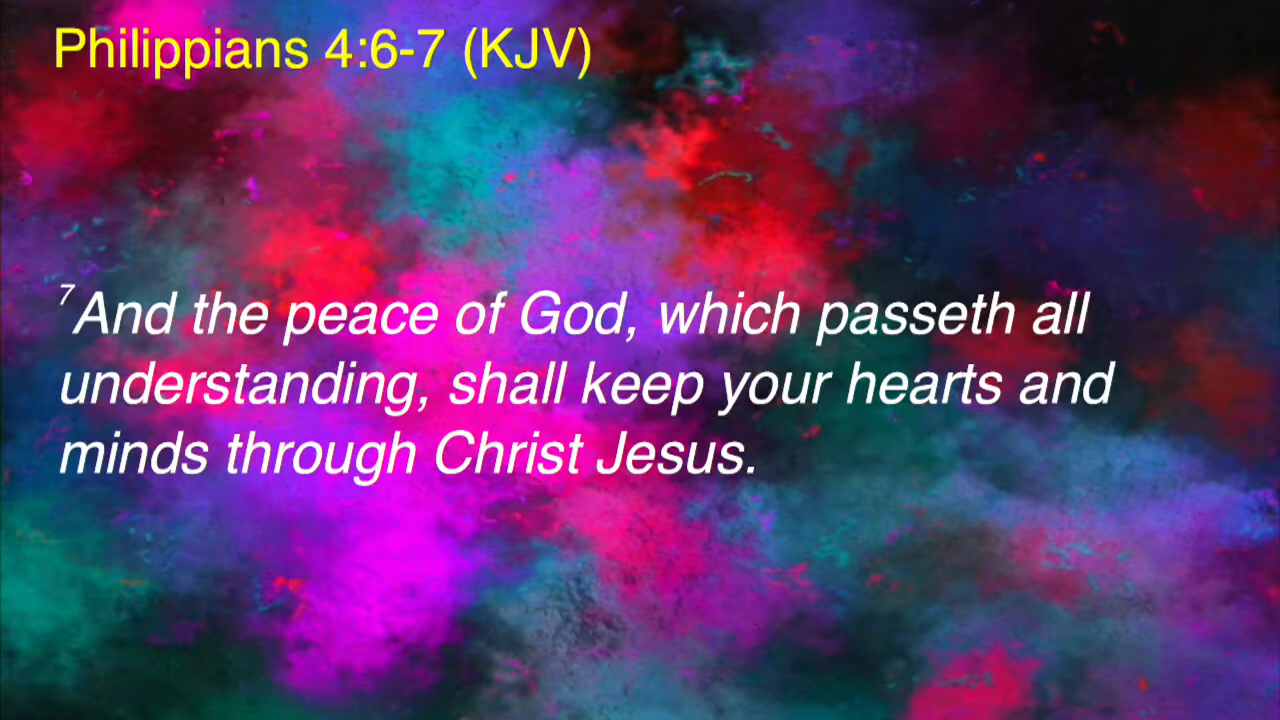 Philippians 4:6-7 (KJV)
⁷And the peace of God, which passeth all
understanding, shall keep your hearts and
minds through Christ Jesus.